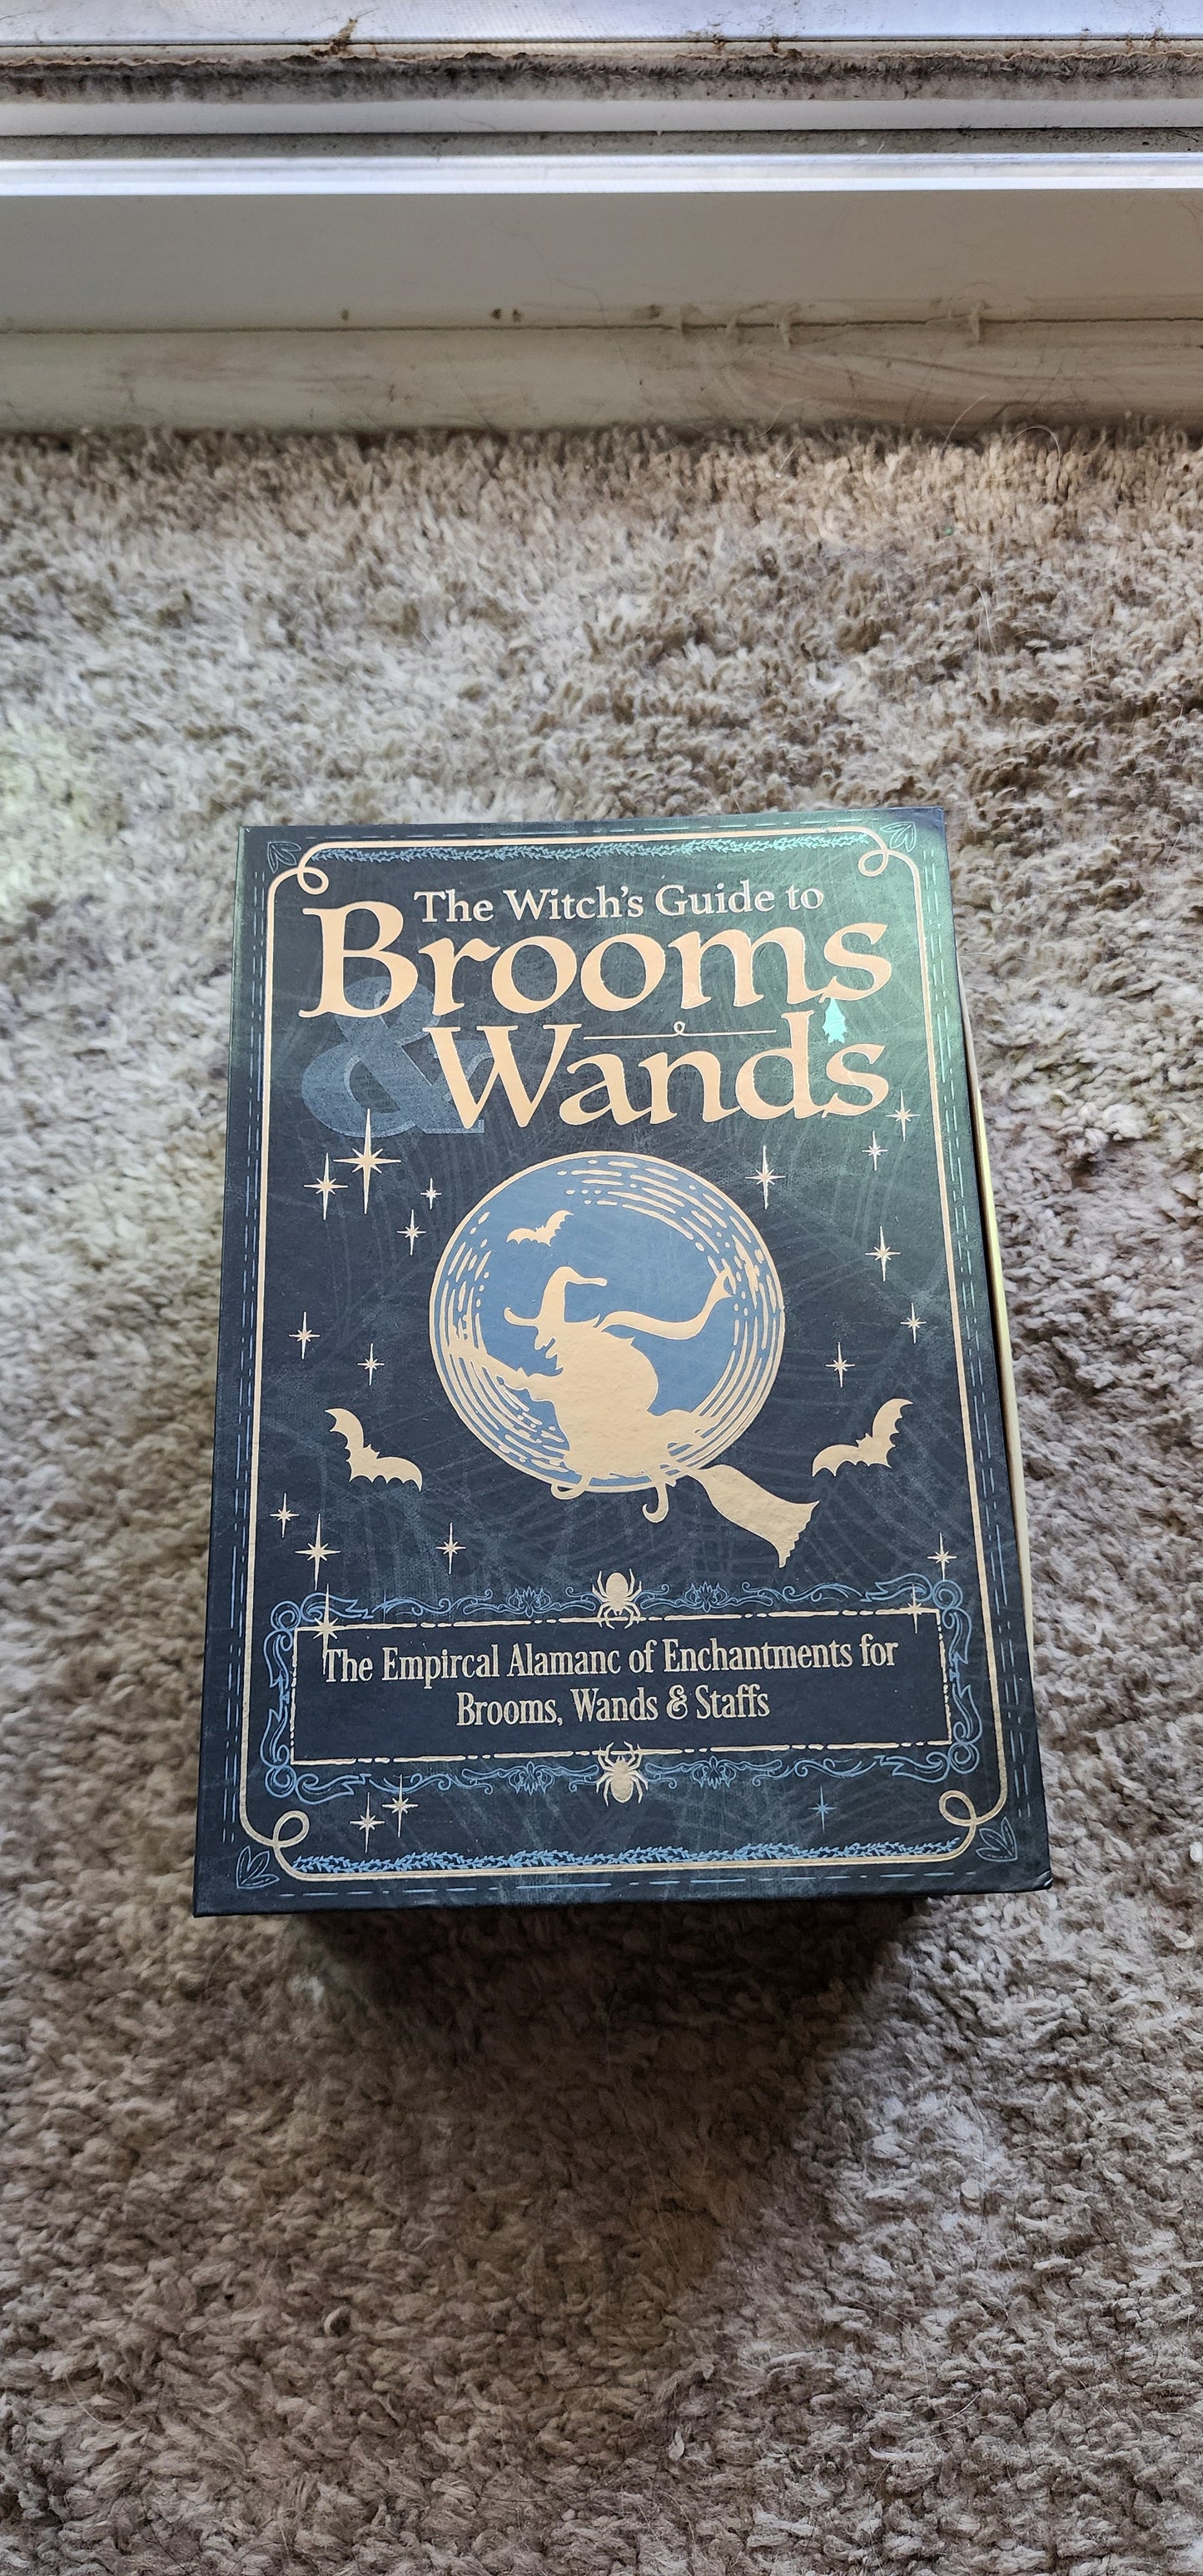 The Witch's Guide to
Brooms
& Wands
The Empircal Alamanc of Enchantments for
Brooms, Wands & Staffs